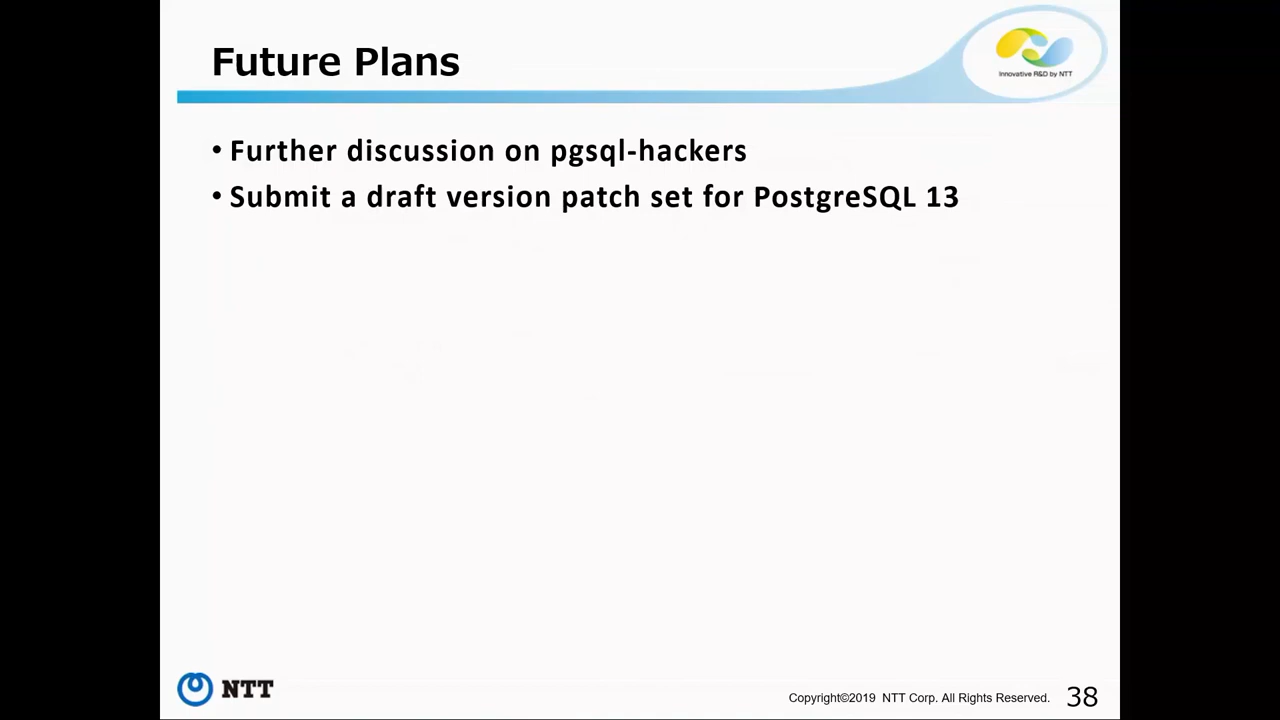 Future Plans
Innovative R&D by NTT
• Further discussion on pgsql-hackers
• Submit a draft version patch set for PostgreSQL 13
NTT
Copyright©2019 NTT Corp. All Rights Reserved.
38